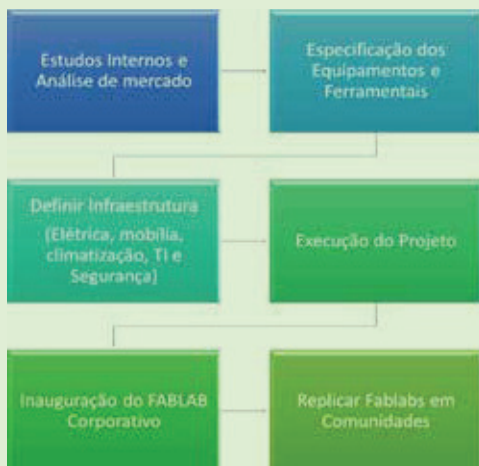 Estudos Internos e
Análise de mercado
Especificação dos
Equipamentos e
Ferramentais
Definir Infraestrutura
(Elétrica, mobília,
climatização, TI e
Segurança)
Execução do Projeto
Inauguração do FABLAB
Corporativo
Replicar Fablabs em
Comunidades